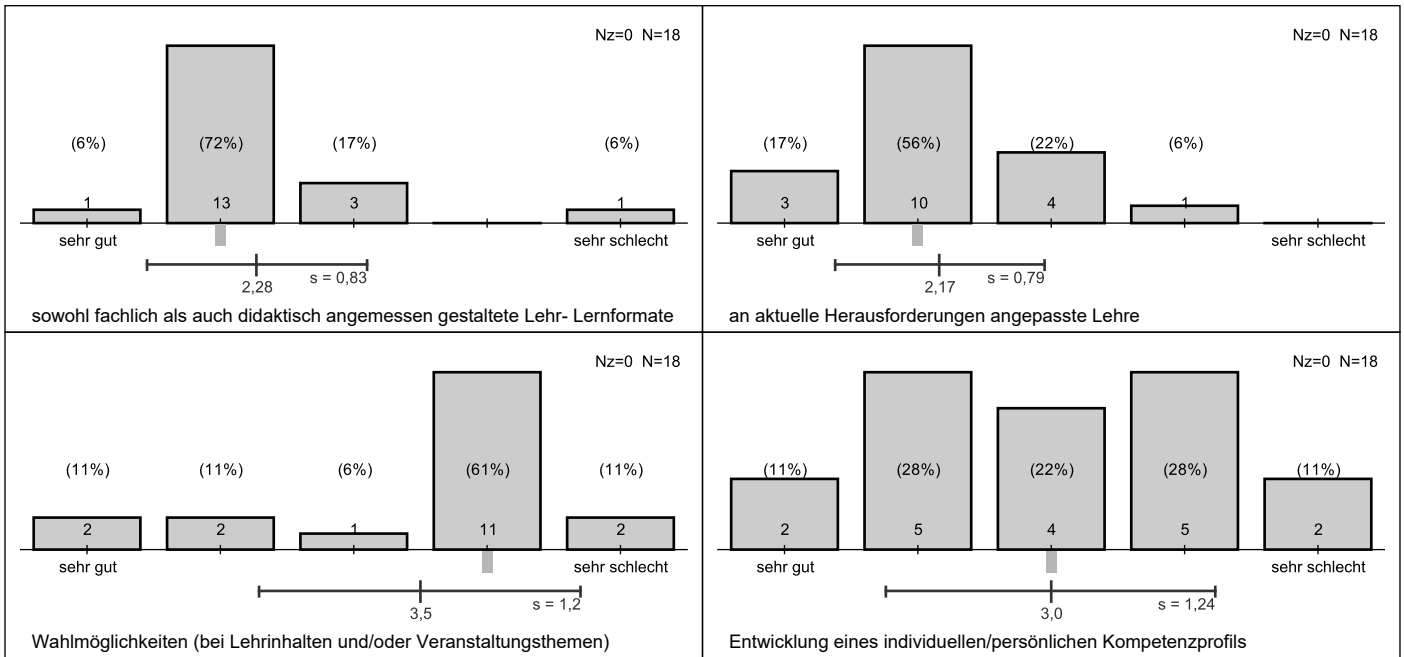 Nz=0 N=18
(6%) (72%) (17%) (6%)
1 13 3 1
sehr gut sehr schlecht
s = 0,83
2,28
sowohl fachlich als auch didaktisch angemessen gestaltete Lehr- Lernformate
Nz=0 N=18
(17%) (56%) (22%) (6%)
3 10 4 1
sehr gut sehr schlecht
s = 0,79
2,17
an aktuelle Herausforderungen angepasste Lehre
Nz=0 N=18
(11%) (11%) (6%) (61%) (11%)
2 2 1 11 2
sehr gut sehr schlecht
s = 1,2
3,5
Wahlmöglichkeiten (bei Lehrinhalten und/oder Veranstaltungsthemen)
Nz=0 N=18
(11%) (28%) (22%) (28%) (11%)
2 5 4 5 2
sehr gut sehr schlecht
s = 1,24
3,0
Entwicklung eines individuellen/persönlichen Kompetenzprofils